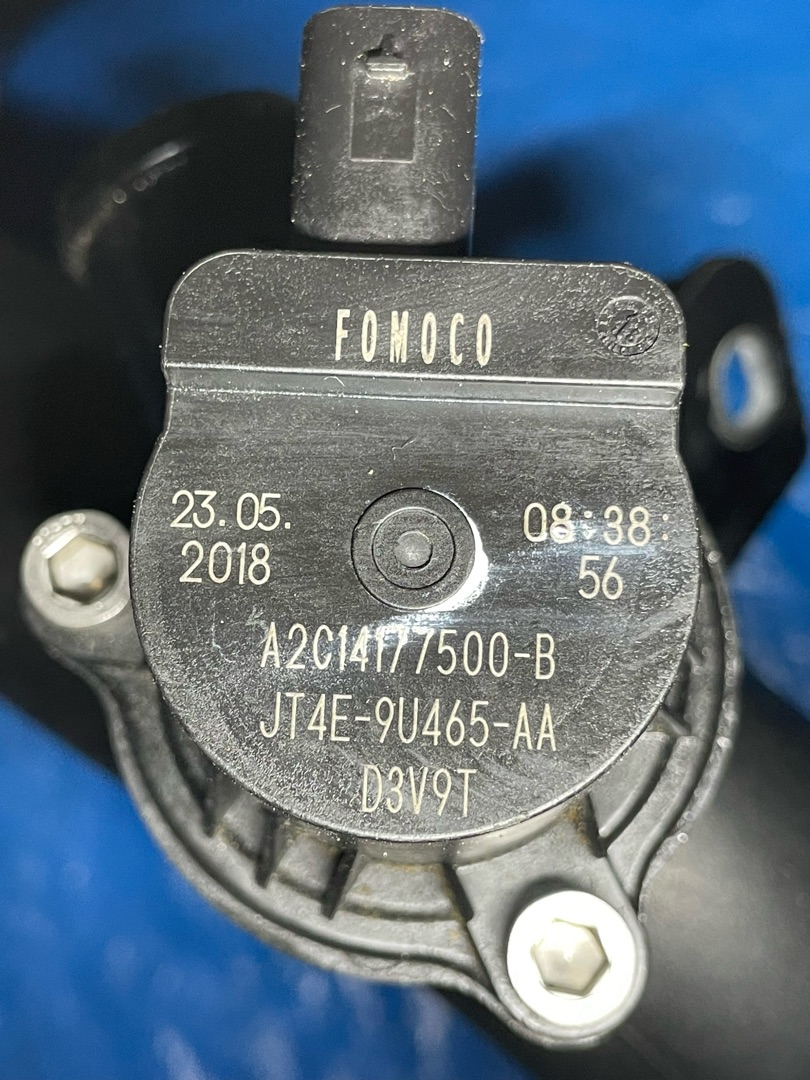 FOMOCO
23.05.
2018
08:38:
56
A2C14177500-B
JT4E-9U465-AA
D3V9T